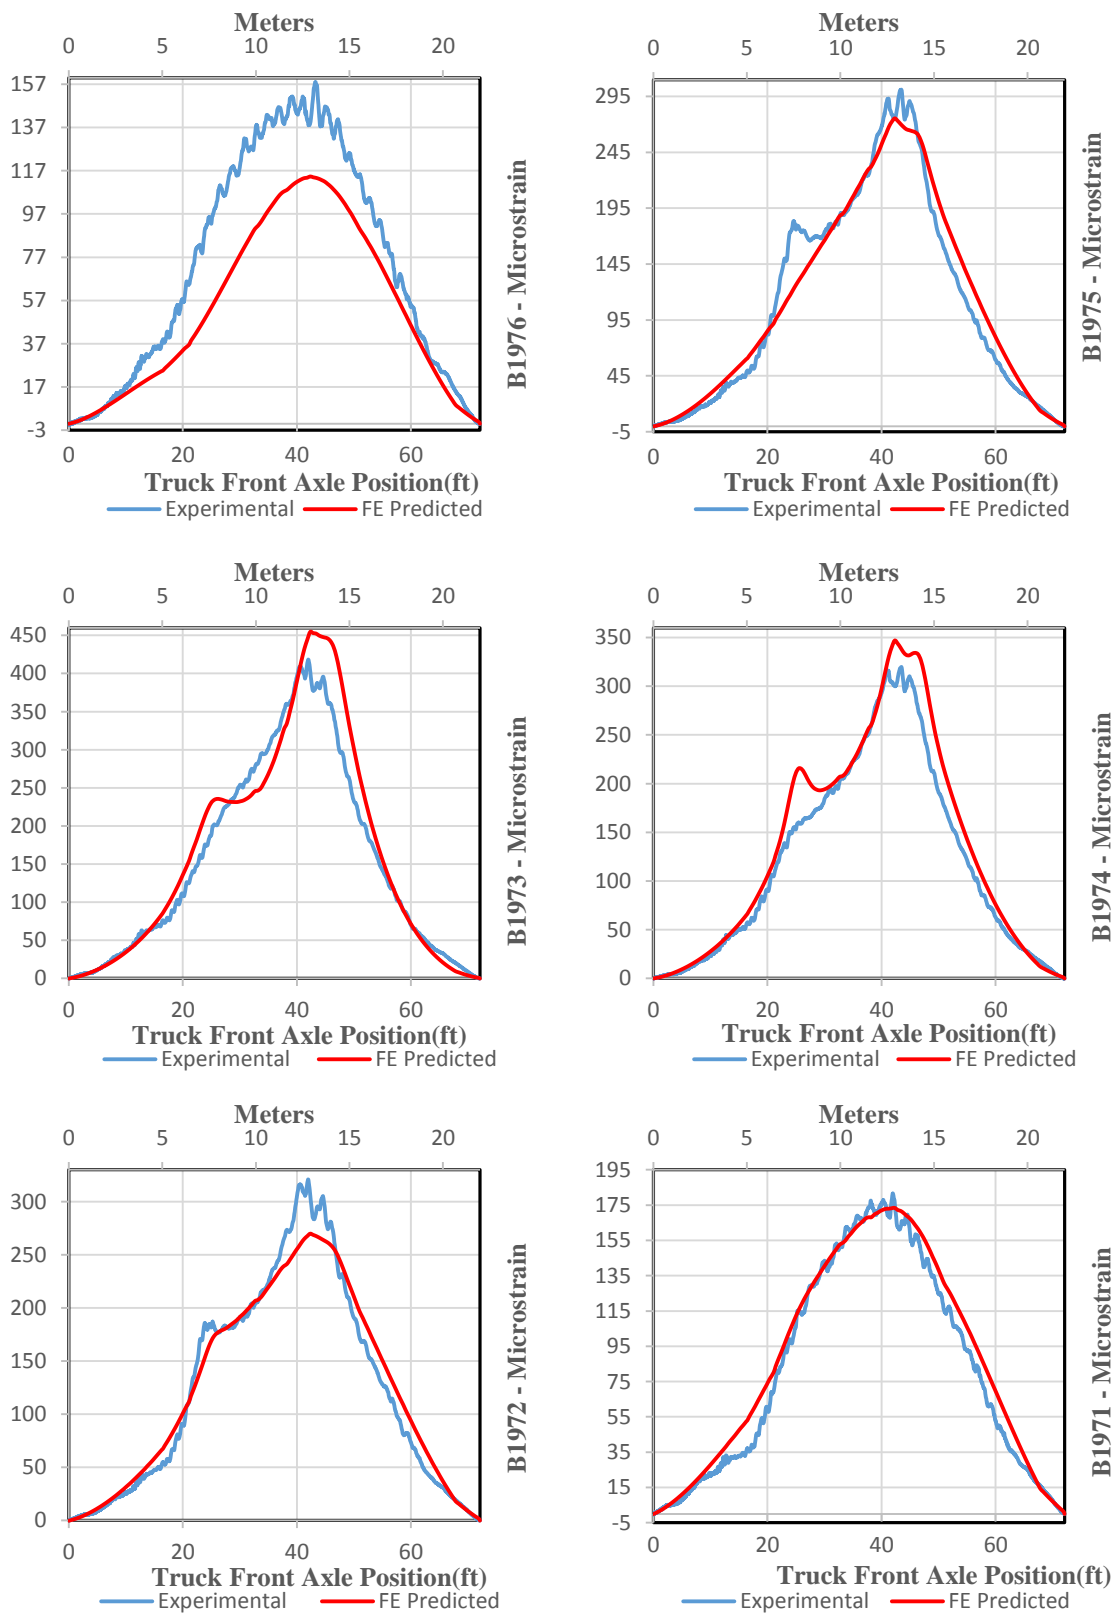 Meters Meters
0 5 10 15 20 0 5 10 15 20
157
137
117
97
77
57
37
17
-3
0 20 40 60
Truck Front Axle Position(ft)
Experimental FE Predicted
B1976 - Microstrain
295
245
195
145
95
45
-5
0 20 40 60
Truck Front Axle Position(ft)
Experimental FE Predicted
B1975 - Microstrain
Meters Meters
0 5 10 15 20 0 5 10 15 20
450
400
350
300
250
200
150
100
50
0
0 20 40 60
Truck Front Axle Position(ft)
Experimental FE Predicted
B1973 - Microstrain
350
300
250
200
150
100
50
0
0 20 40 60
Truck Front Axle Position(ft)
Experimental FE Predicted
B1974 - Microstrain
Meters Meters
0 5 10 15 20 0 5 10 15 20
300
250
200
150
100
50
0
0 20 40 60
Truck Front Axle Position(ft)
Experimental FE Predicted
B1972 - Microstrain
195
175
155
135
115
95
75
55
35
15
-5
0 20 40 60
Truck Front Axle Position(ft)
Experimental FE Predicted
B1971 - Microstrain